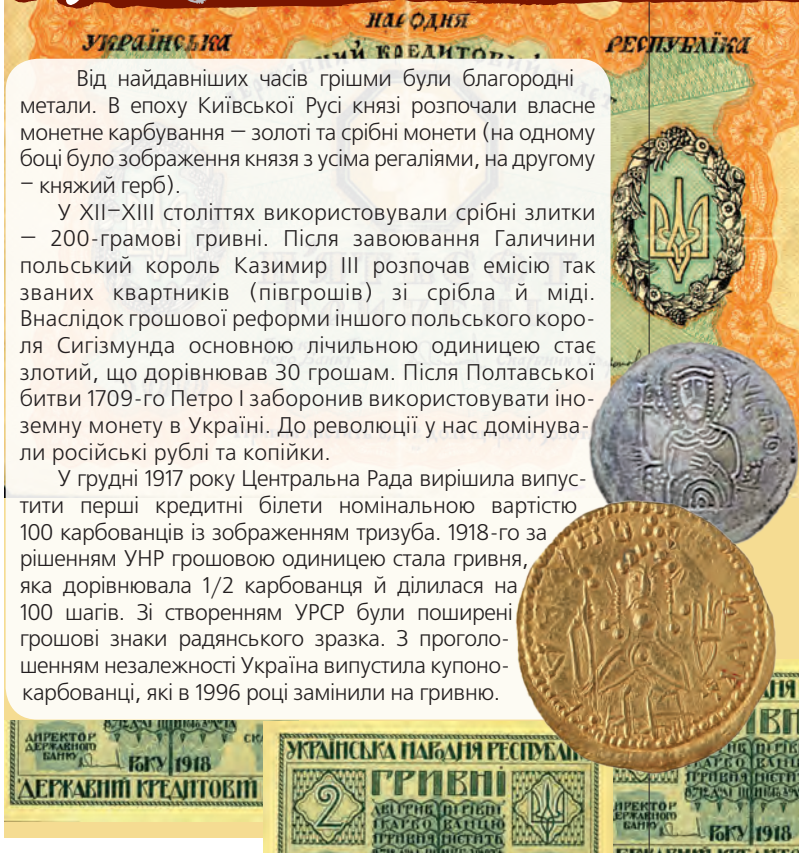 НАРОДНЯ
УКРАЇНСЬКА
РЕСПУБЛІКА
Від найдавніших часів грішми були благородні
метали. В епоху Київської Русі князі розпочали власне
монетне карбування – золоті та срібні монети (на одному
боці було зображення князя з усіма регаліями, на другому
– княжий герб).
У XII–XIII століттях використовували срібні злитки
– 200-грамові гривні. Після завоювання Галичини
польський король Казимир III розпочав емісію так
званих квартників (півгрошів) зі срібла й міді.
Внаслідок грошової реформи іншого польського коро-
ля Сигізмунда основною лічильною одиницею стає
злотий, що дорівнював 30 грошам. Після Полтавської
битви 1709-го Петро I заборонив використовувати іно-
земну монету в Україні. До революції у нас домінува-
ли російські рублі та копійки.
У грудні 1917 року Центральна Рада вирішила випус-
тити перші кредитні білети номінальною вартістю
100 карбованців із зображенням тризуба. 1918-го за
рішенням УНР грошовою одиницею стала гривня,
яка дорівнювала 1/2 карбованця й ділилася на
100 шагів. Зі створенням УРСР були поширені
грошові знаки радянського зразка. З проголо-
шенням незалежності Україна випустила купоно-
карбованці, які в 1996 році замінили на гривню.
ДИРЕКТОР
ДЕРЖАВНОГО
БАНКУ
РОКУ 1918
ДЕРЖАВНИЙ КРЕДИТОВИЙ
УКРАЇНСЬКА НАРОДНЯ РЕСПУБЛІ
2 ГРИВНІ
РОКУ 1918